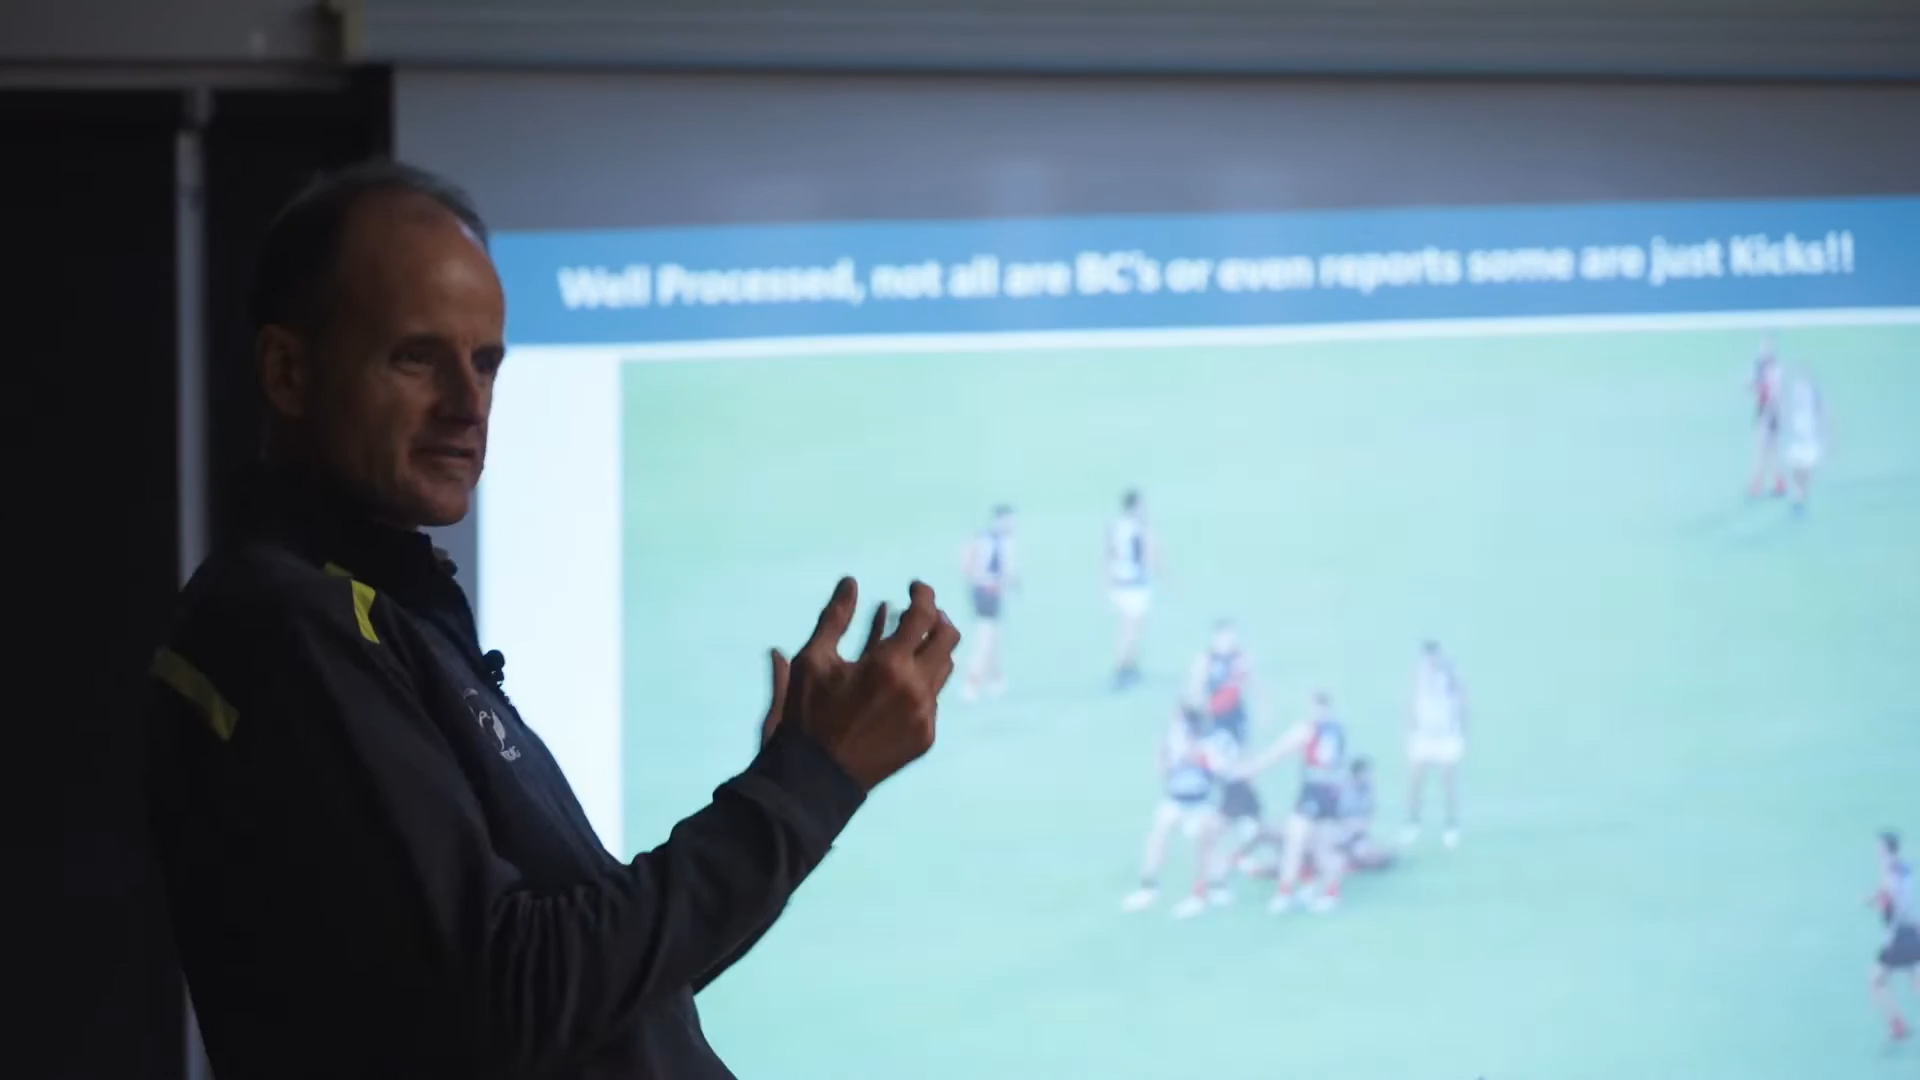 Well Processed, not all are BC's or even reports some are just Kicks!!